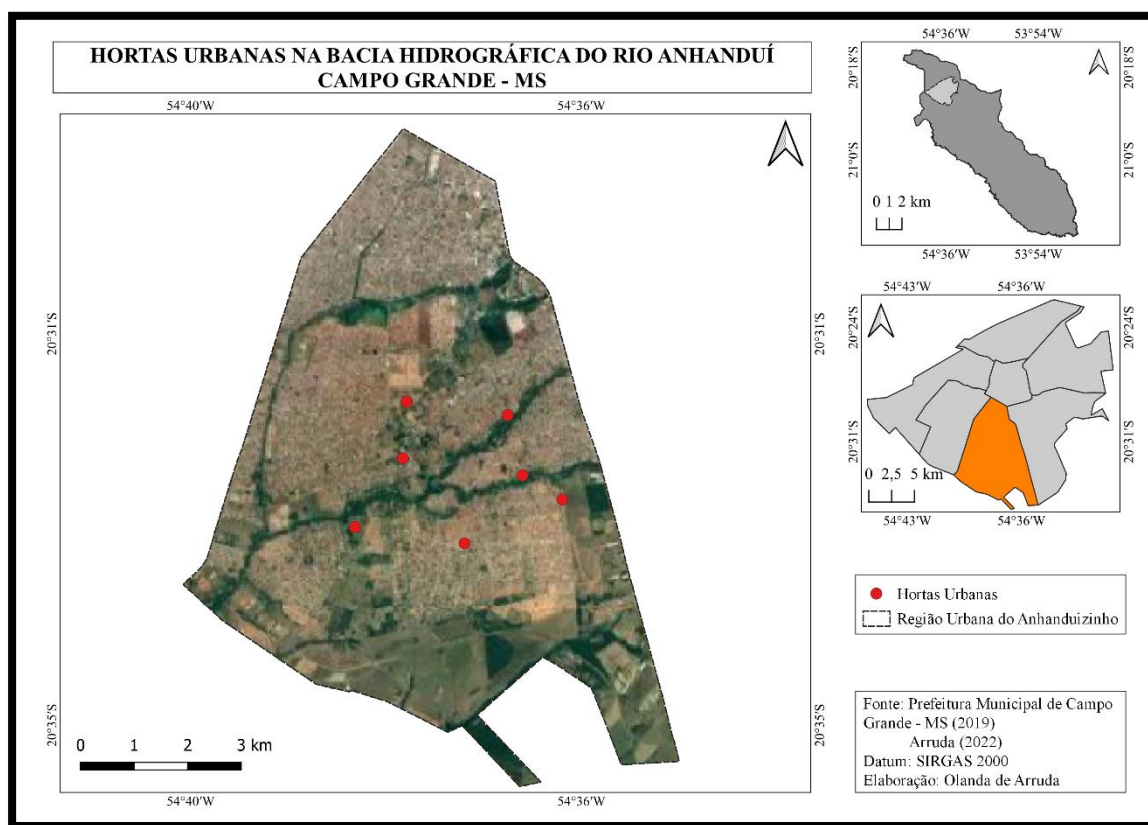 HORTAS URBANAS NA BACIA HIDROGRÁFICA DO RIO ANHANDUÍ
CAMPO GRANDE - MS
54°40'W 54°36'W
20°31'S 20°31'S
20°35'S 20°35'S
0 1 2 3 km
54°40'W 54°36'W
54°36'W 53°54'W
20°18'S 20°18'S
21°0'S 21°0'S
0 1 2 km
54°36'W 53°54'W
54°43'W 54°36'W
20°24'S 20°24'S
20°31'S 20°31'S
0 2,5 5 km
54°43'W 54°36'W
Hortas Urbanas
Região Urbana do Anhanduizinho
Fonte: Prefeitura Municipal de Campo
Grande - MS (2019)
Arruda (2022)
Datum: SIRGAS 2000
Elaboração: Olanda de Arruda